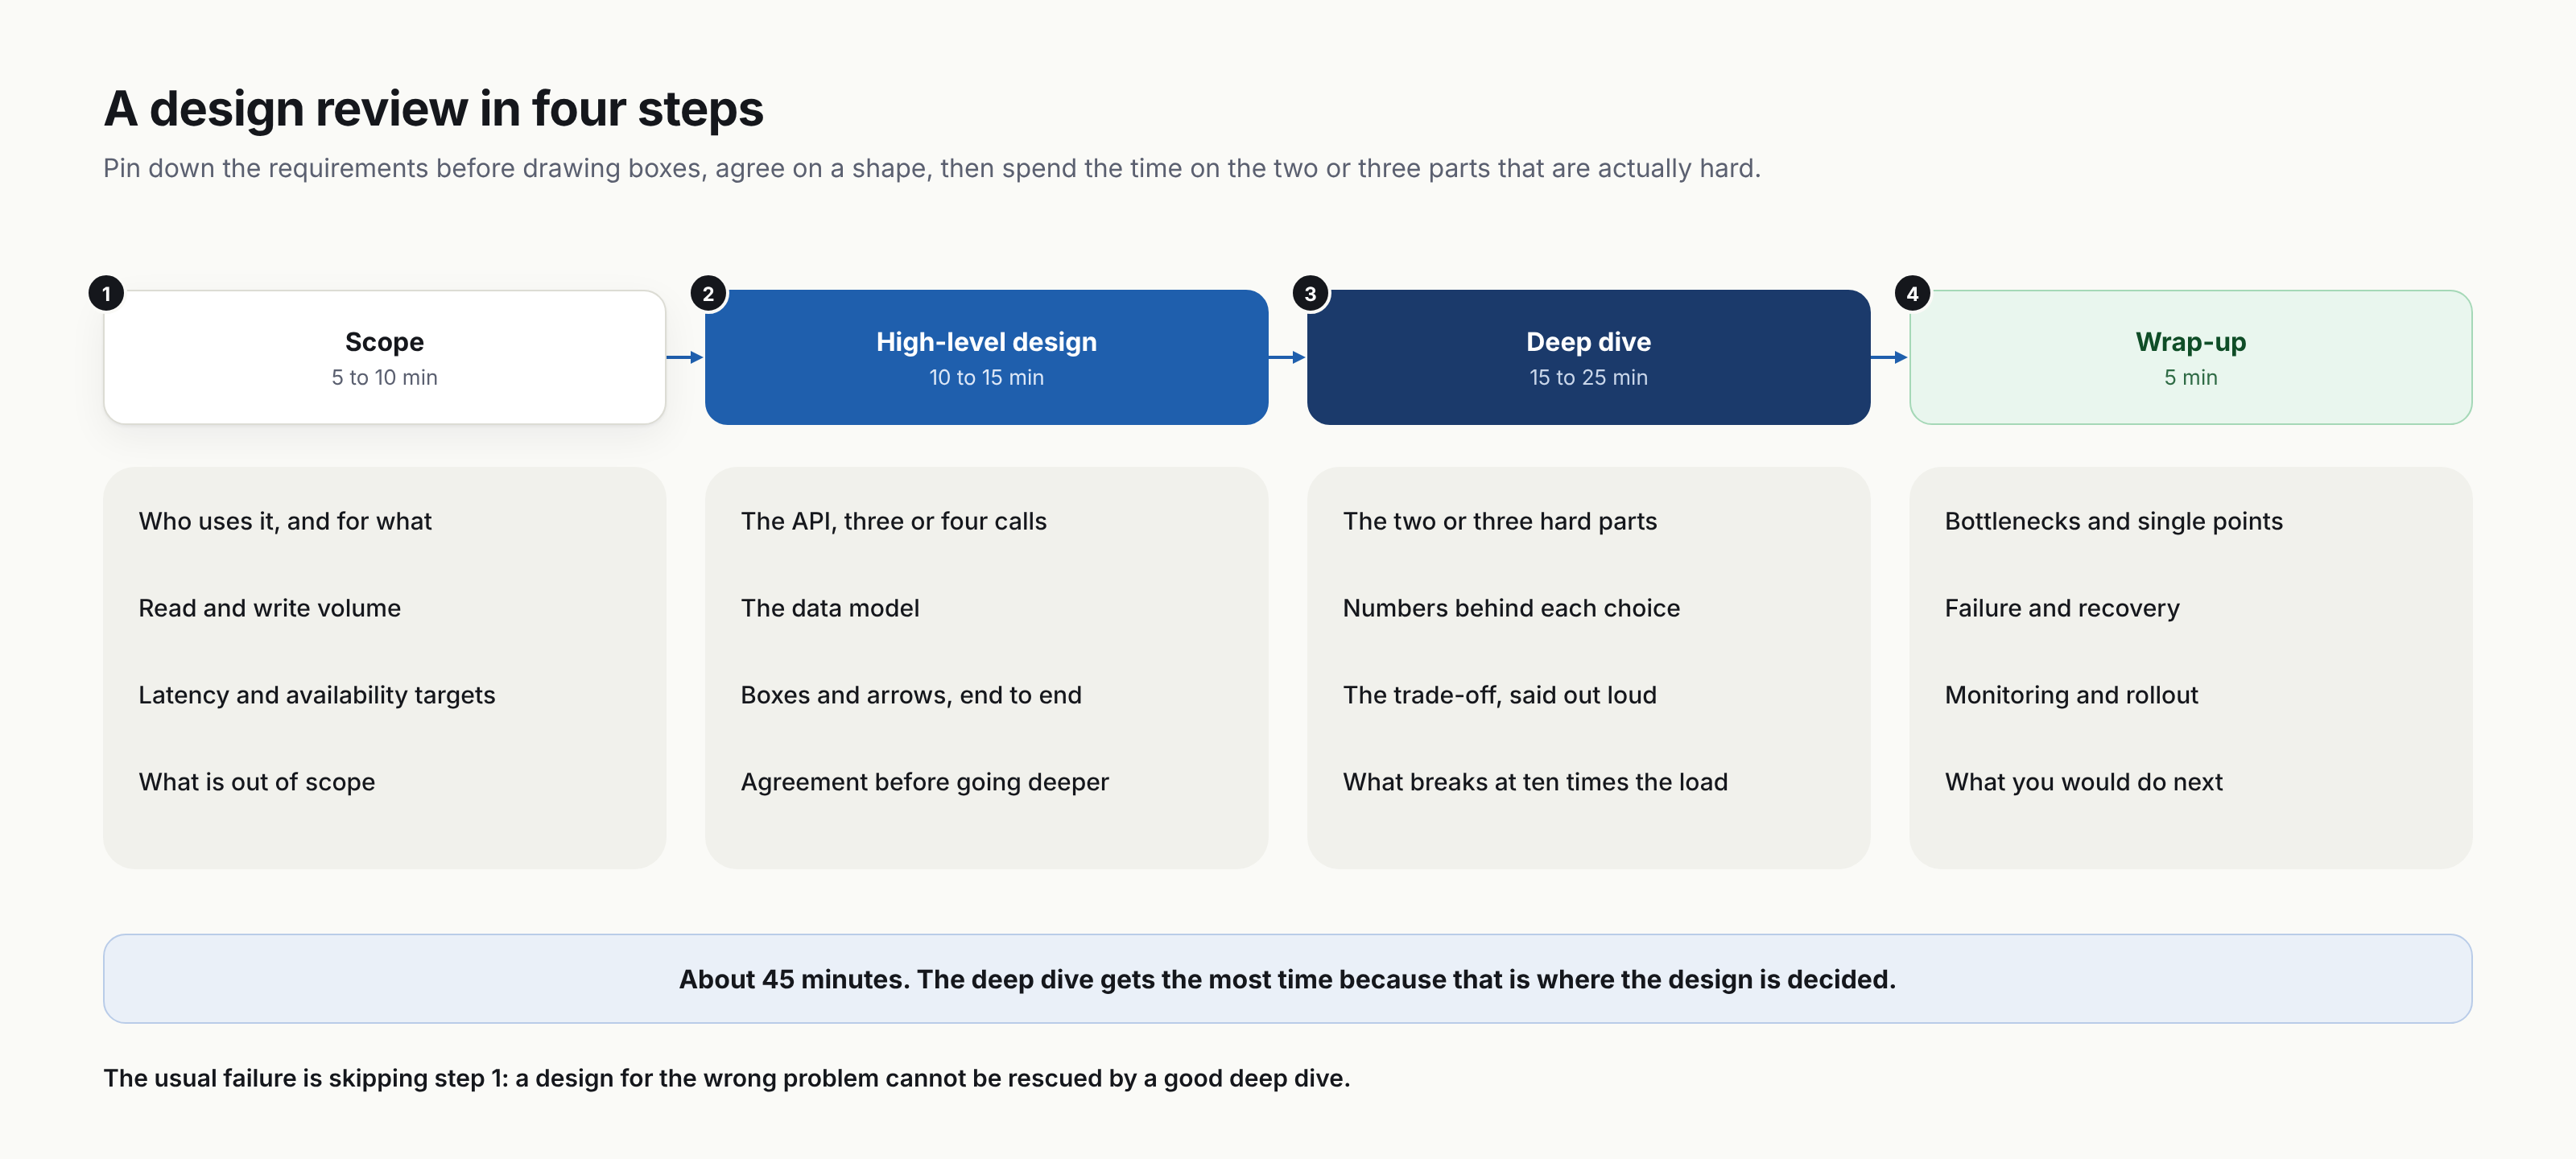 A design review in four steps
Pin down the requirements before drawing boxes, agree on a shape, then spend the time on the two or three parts that are actually hard.
1
Scope
5 to 10 min
2
High-level design
10 to 15 min
3
Deep dive
15 to 25 min
4
Wrap-up
5 min
Who uses it, and for what
Read and write volume
Latency and availability targets
What is out of scope
The API, three or four calls
The data model
Boxes and arrows, end to end
Agreement before going deeper
The two or three hard parts
Numbers behind each choice
The trade-off, said out loud
What breaks at ten times the load
Bottlenecks and single points
Failure and recovery
Monitoring and rollout
What you would do next
About 45 minutes. The deep dive gets the most time because that is where the design is decided.
The usual failure is skipping step 1: a design for the wrong problem cannot be rescued by a good deep dive.